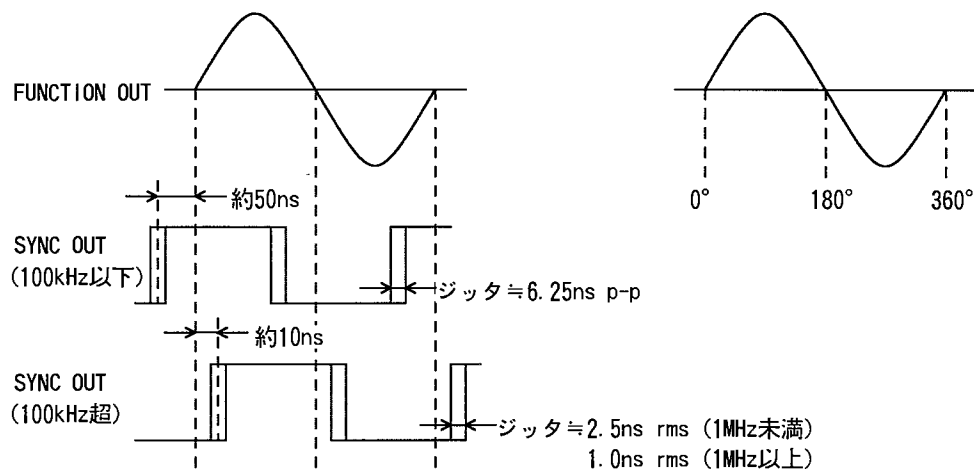 FUNCTION OUT
0° 180° 360°
約50ns
SYNC OUT
(100kHz以下)
ジッタ≒6.25ns p-p
約10ns
SYNC OUT
(100kHz超)
ジッタ≒2.5ns rms (1MHz未満)
1.0ns rms (1MHz以上)